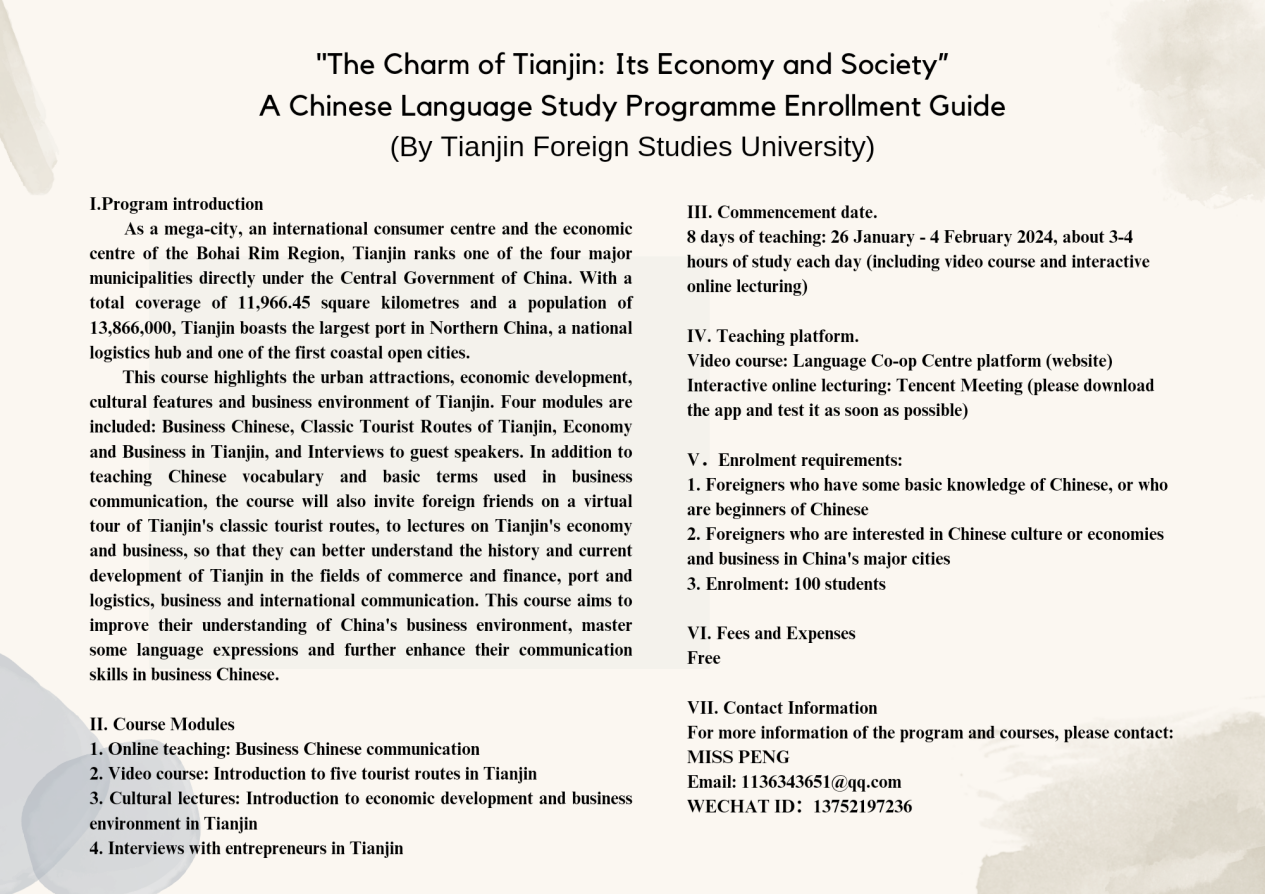 "The Charm of Tianjin: Its Economy and Society”
A Chinese Language Study Programme Enrollment Guide
(By Tianjin Foreign Studies University)
I.Program introduction
As a mega-city, an international consumer centre and the economic
centre of the Bohai Rim Region, Tianjin ranks one of the four major
municipalities directly under the Central Government of China. With a
total coverage of 11,966.45 square kilometres and a population of
13,866,000, Tianjin boasts the largest port in Northern China, a national
logistics hub and one of the first coastal open cities.
This course highlights the urban attractions, economic development,
cultural features and business environment of Tianjin. Four modules are
included: Business Chinese, Classic Tourist Routes of Tianjin, Economy
and Business in Tianjin, and Interviews to guest speakers. In addition to
teaching Chinese vocabulary and basic terms used in business
communication, the course will also invite foreign friends on a virtual
tour of Tianjin's classic tourist routes, to lectures on Tianjin's economy
and business, so that they can better understand the history and current
development of Tianjin in the fields of commerce and finance, port and
logistics, business and international communication. This course aims to
improve their understanding of China's business environment, master
some language expressions and further enhance their communication
skills in business Chinese.
II. Course Modules
1. Online teaching: Business Chinese communication
2. Video course: Introduction to five tourist routes in Tianjin
3. Cultural lectures: Introduction to economic development and business
environment in Tianjin
4. Interviews with entrepreneurs in Tianjin
III. Commencement date.
8 days of teaching: 26 January - 4 February 2024, about 3-4
hours of study each day (including video course and interactive
online lecturing)
IV. Teaching platform.
Video course: Language Co-op Centre platform (website)
Interactive online lecturing: Tencent Meeting (please download
the app and test it as soon as possible)
V．Enrolment requirements:
1. Foreigners who have some basic knowledge of Chinese, or who
are beginners of Chinese
2. Foreigners who are interested in Chinese culture or economies
and business in China's major cities
3. Enrolment: 100 students
VI. Fees and Expenses
Free
VII. Contact Information
For more information of the program and courses, please contact:
MISS PENG
Email: 1136343651@qq.com
WECHAT ID：13752197236